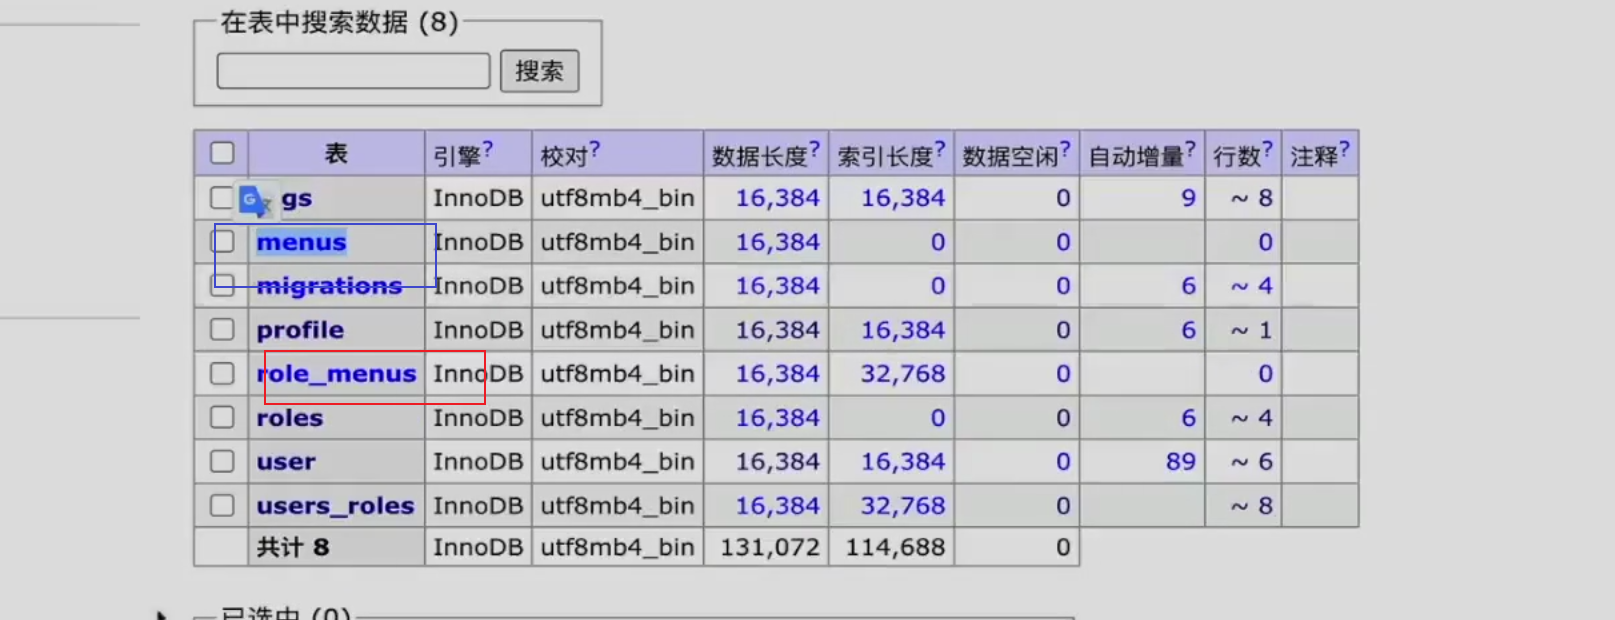 在表中搜索数据 (8)
搜索
表 引擎? 校对? 数据长度? 索引长度? 数据空闲? 自动增量? 行数? 注释?
gs InnoDB utf8mb4_bin 16,384 16,384 0 9 ~ 8
menus InnoDB utf8mb4_bin 16,384 0 0 0
migrations InnoDB utf8mb4_bin 16,384 0 0 6 ~ 4
profile InnoDB utf8mb4_bin 16,384 16,384 0 6 ~ 1
role_menus InnoDB utf8mb4_bin 16,384 32,768 0 0
roles InnoDB utf8mb4_bin 16,384 0 0 6 ~ 4
user InnoDB utf8mb4_bin 16,384 16,384 0 89 ~ 6
users_roles InnoDB utf8mb4_bin 16,384 32,768 0 ~ 8
共计 8 InnoDB utf8mb4_bin 131,072 114,688 0
已选中 (0)